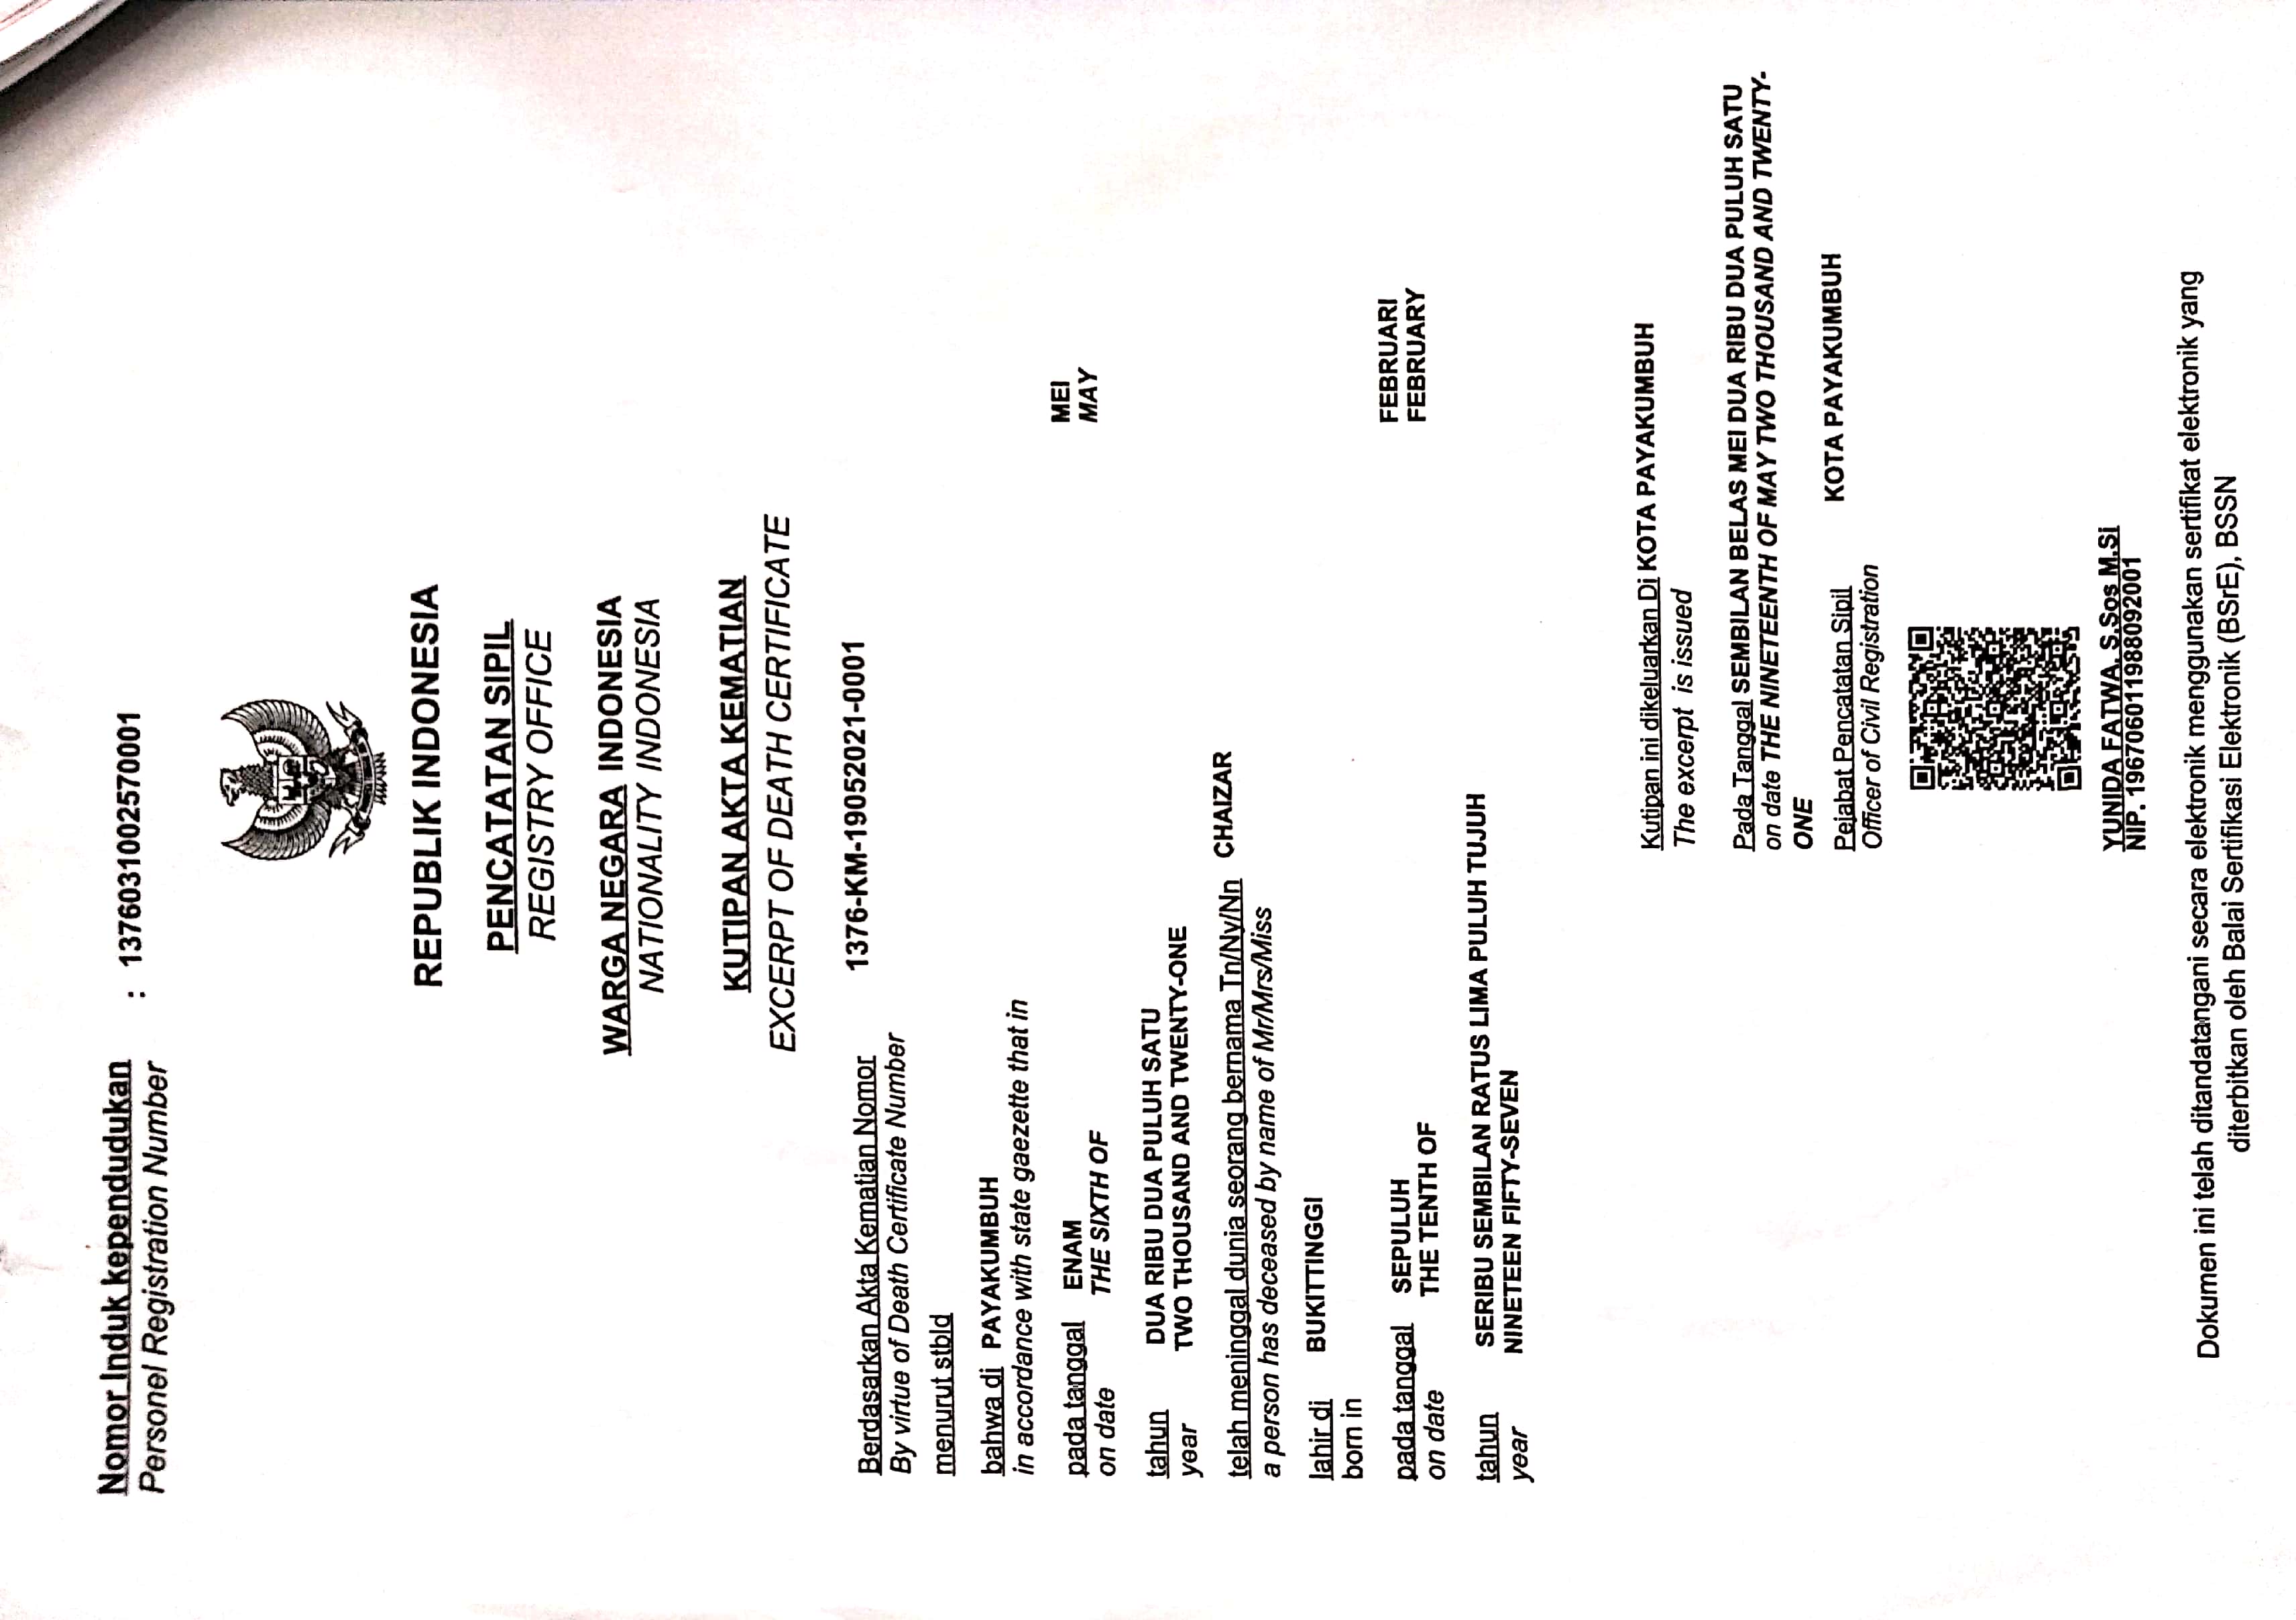 Nomor Induk kependudukan : 1376031002570001
Personel Registration Number
REPUBLIK INDONESIA
PENCATATAN SIPIL
REGISTRY OFFICE
WARGA NEGARA INDONESIA
NATIONALITY INDONESIA
KUTIPAN AKTA KEMATIAN
EXCERPT OF DEATH CERTIFICATE
Berdasarkan Akta Kematian Nomor 1376-KM-19052021-0001
By virtue of Death Certificate Number
menurut stbld
bahwa di PAYAKUMBUH
in accordance with state gaezette that in
pada tanggal ENAM MEI
on date THE SIXTH OF MAY
tahun DUA RIBU DUA PULUH SATU
year TWO THOUSAND AND TWENTY-ONE
telah meninggal dunia seorang bernama Tn/Ny/Nn CHAIZAR
a person has deceased by name of Mr/Mrs/Miss
lahir di BUKITTINGGI
born in
pada tanggal SEPULUH FEBRUARI
on date THE TENTH OF FEBRUARY
tahun SERIBU SEMBILAN RATUS LIMA PULUH TUJUH
year NINETEEN FIFTY-SEVEN
Kutipan ini dikeluarkan Di KOTA PAYAKUMBUH
The excerpt is issued
Pada Tanggal SEMBILAN BELAS MEI DUA RIBU DUA PULUH SATU
on date THE NINETEENTH OF MAY TWO THOUSAND AND TWENTY-
ONE
Pejabat Pencatatan Sipil KOTA PAYAKUMBUH
Officer of Civil Registration
YUNIDA FATWA. S.Sos M.Si
NIP. 196706011988092001
Dokumen ini telah ditandatangani secara elektronik menggunakan sertifikat elektronik yang
diterbitkan oleh Balai Sertifikasi Elektronik (BSrE), BSSN